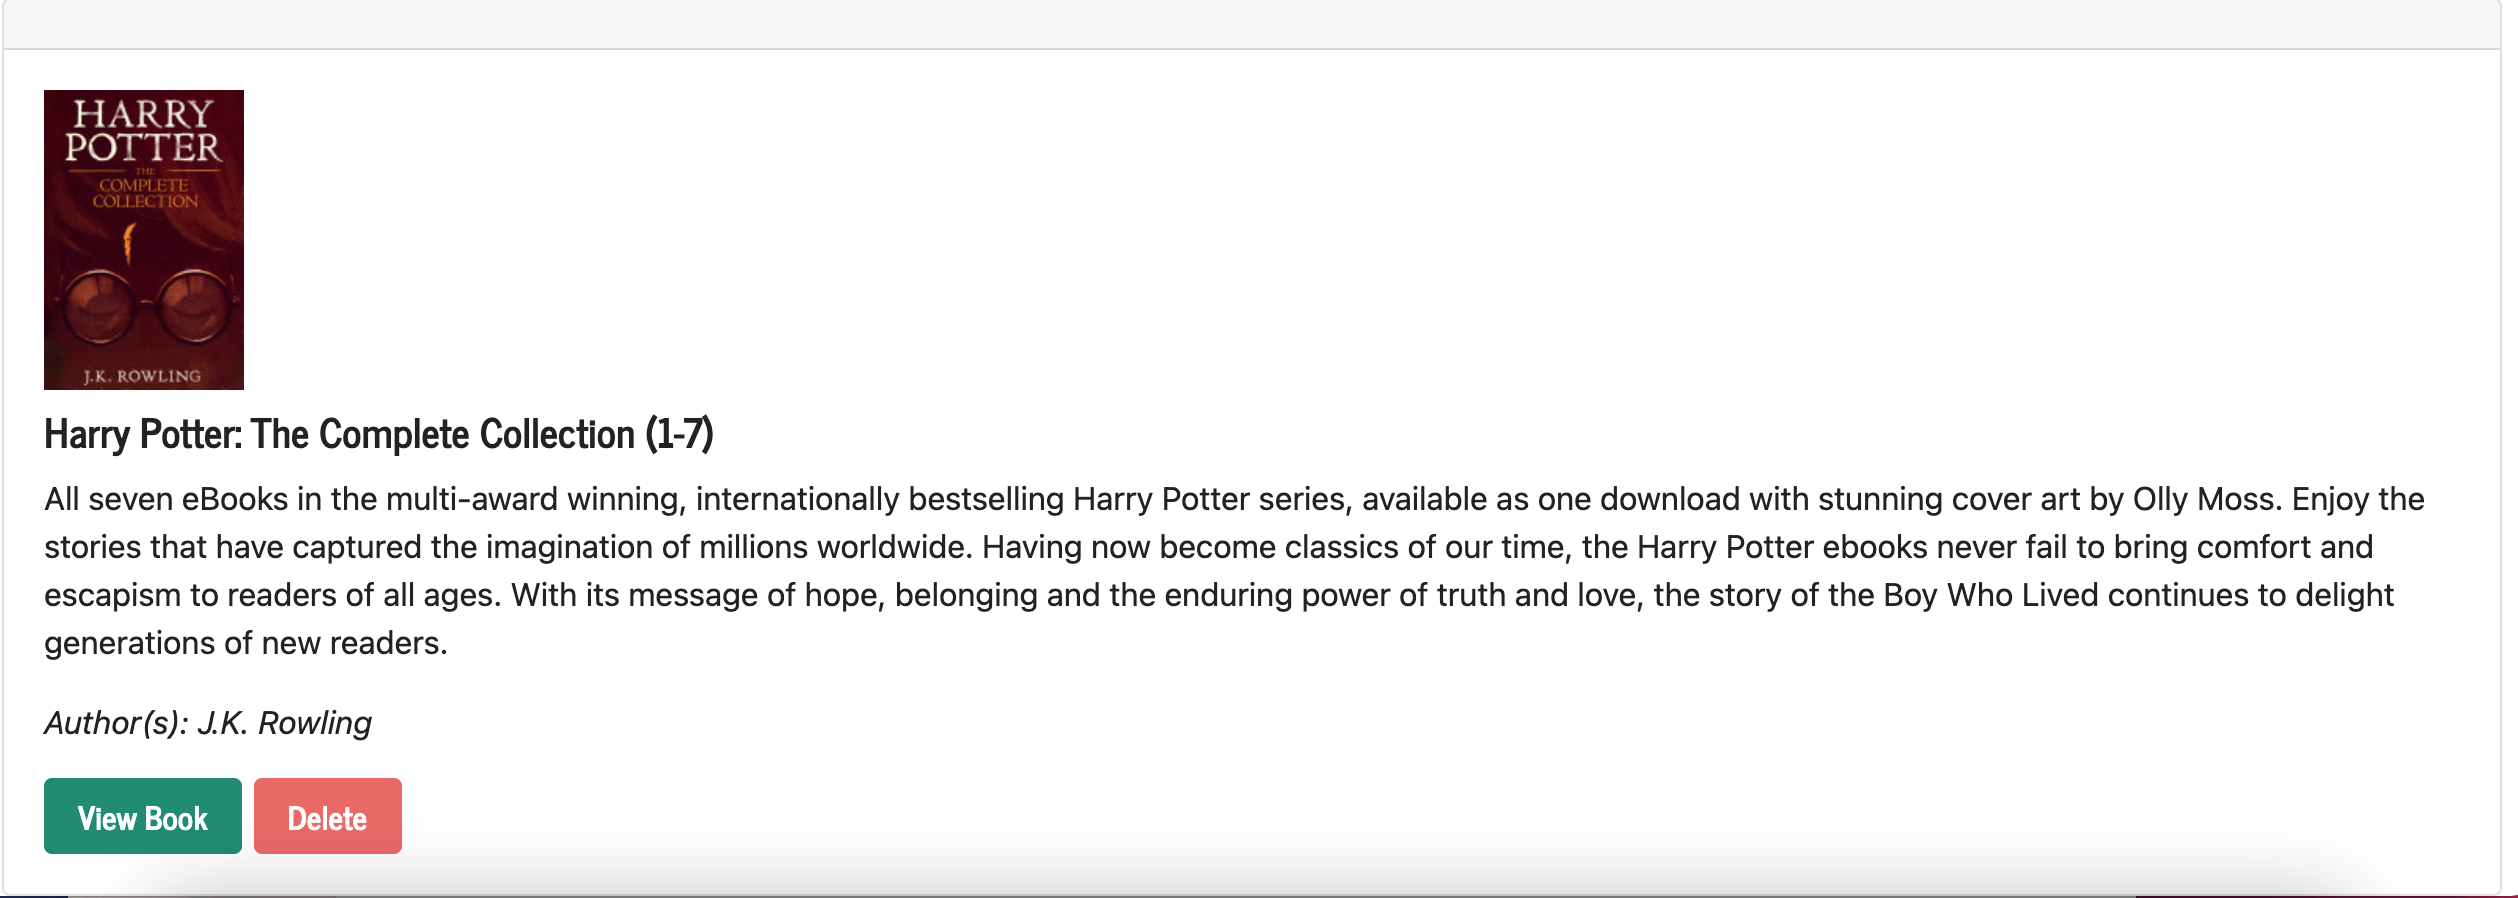 HARRY
POTTER
THE
COMPLETE
COLLECTION
J.K. ROWLING
Harry Potter: The Complete Collection (1-7)
All seven eBooks in the multi-award winning, internationally bestselling Harry Potter series, available as one download with stunning cover art by Olly Moss. Enjoy the
stories that have captured the imagination of millions worldwide. Having now become classics of our time, the Harry Potter ebooks never fail to bring comfort and
escapism to readers of all ages. With its message of hope, belonging and the enduring power of truth and love, the story of the Boy Who Lived continues to delight
generations of new readers.
Author(s): J.K. Rowling
View Book Delete